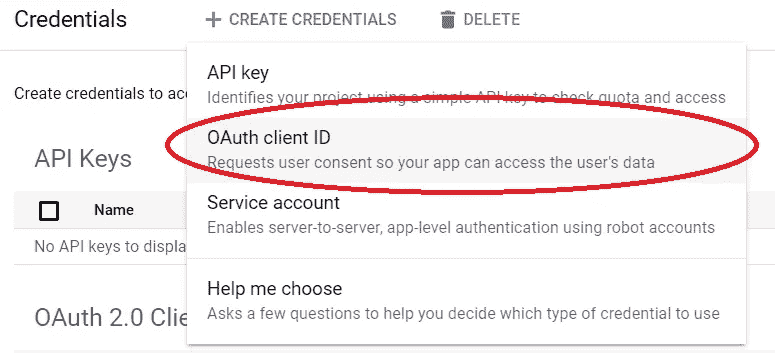 Credentials
+ CREATE CREDENTIALS
DELETE
API key
Identifies your project using a simple API key to check quota and access
Create credentials to acc
OAuth client ID
Requests user consent so your app can access the user's data
API Keys
Service account
Enables server-to-server, app-level authentication using robot accounts
Name
No API keys to displa
Help me choose
Asks a few questions to help you decide which type of credential to use
OAuth 2.0 Clie